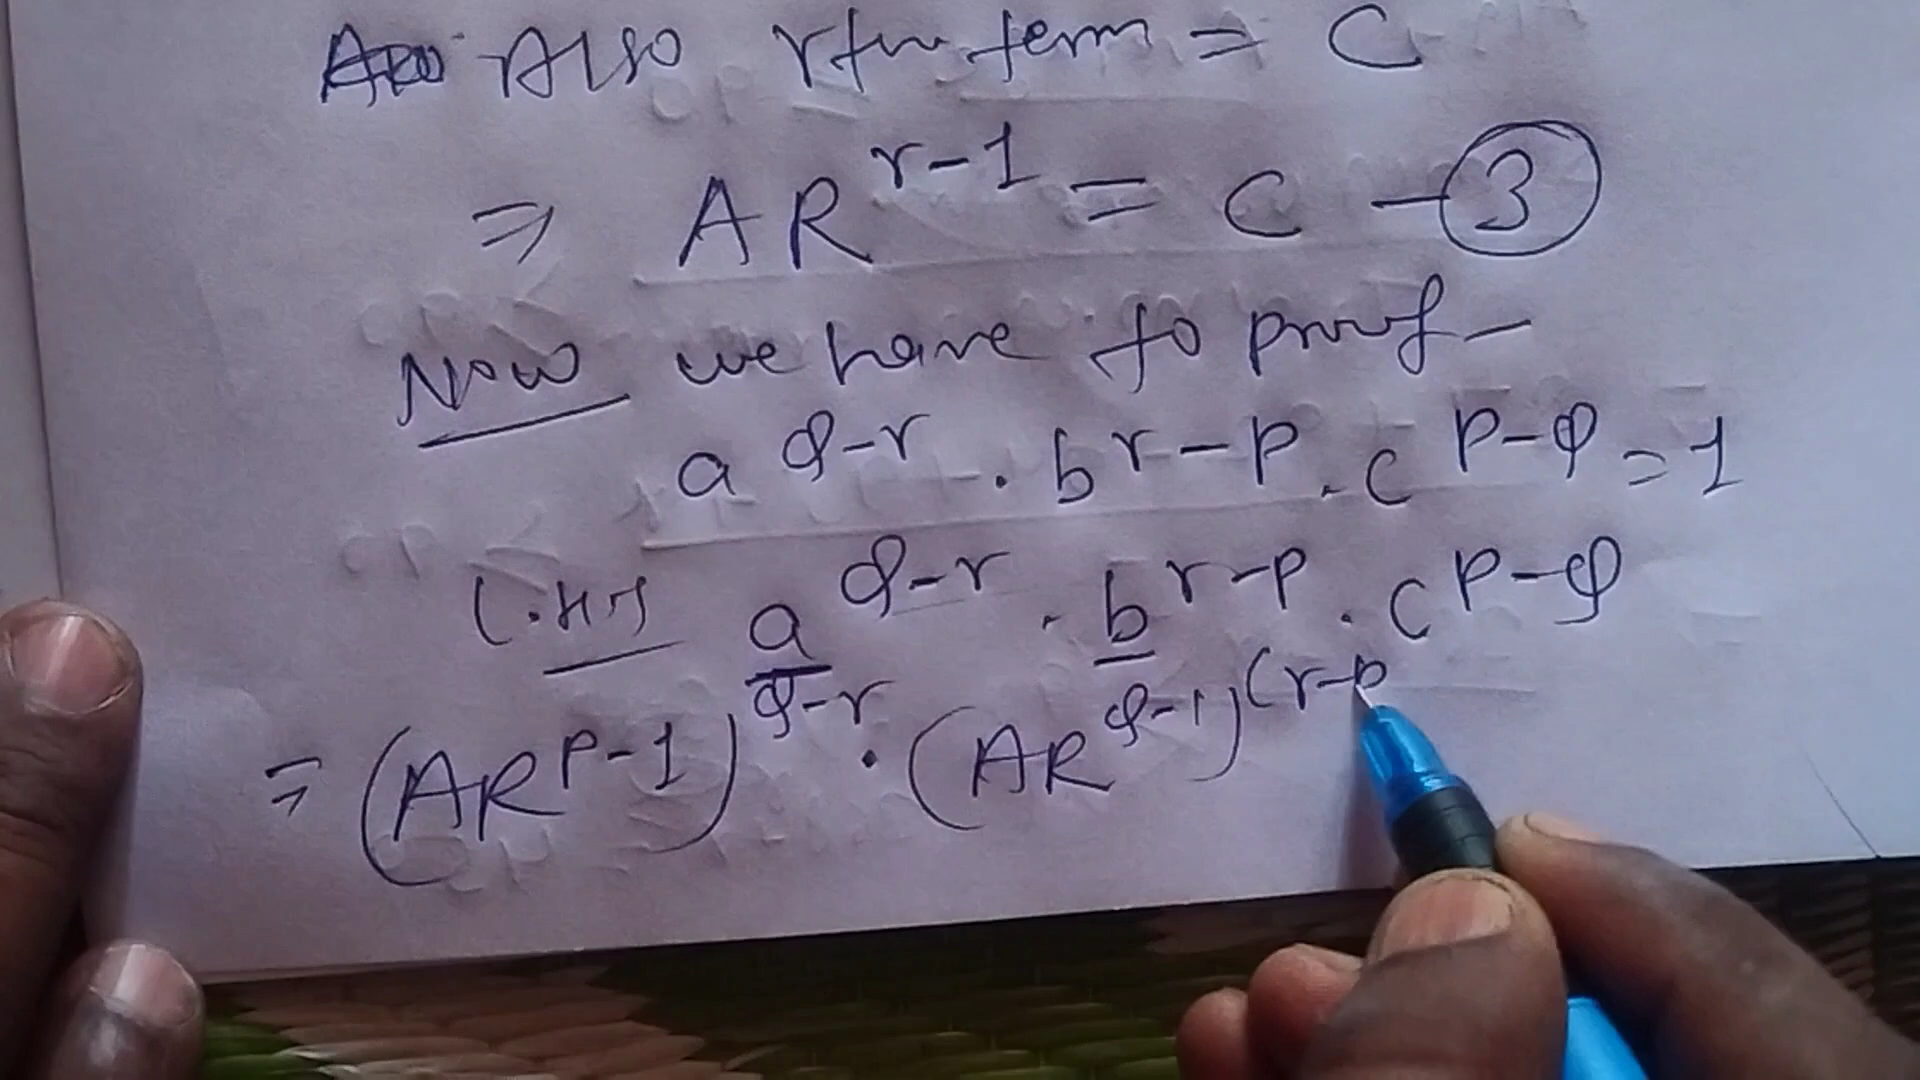 Also rth term = C
⇒ AR^{r-1} = C - ③
Now we have to proof -
a^{q-r} . b^{r-p} . c^{p-q} = 1
L.H.S a^{q-r} . b^{r-p} . c^{p-q}
= (AR^{p-1})^{q-r} . (AR^{q-1})^{(r-p}